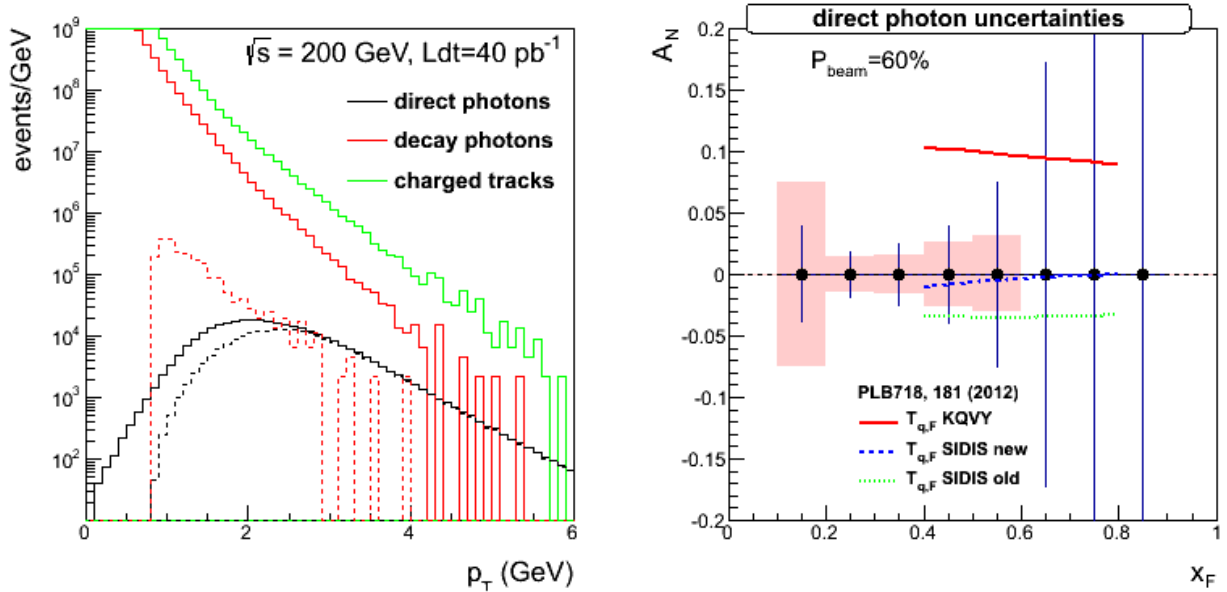 events/GeV
10⁹
10⁸
10⁷
10⁶
10⁵
10⁴
10³
10²
√s = 200 GeV, Ldt=40 pb⁻¹
direct photons
decay photons
charged tracks
0
2
4
6
p_T (GeV)
direct photon uncertainties
A_N
P_beam=60%
0.2
0.15
0.1
0.05
0
-0.05
-0.1
-0.15
-0.2
PLB718, 181 (2012)
T_q,F KQVY
T_q,F SIDIS new
T_q,F SIDIS old
0
0.2
0.4
0.6
0.8
1
x_F